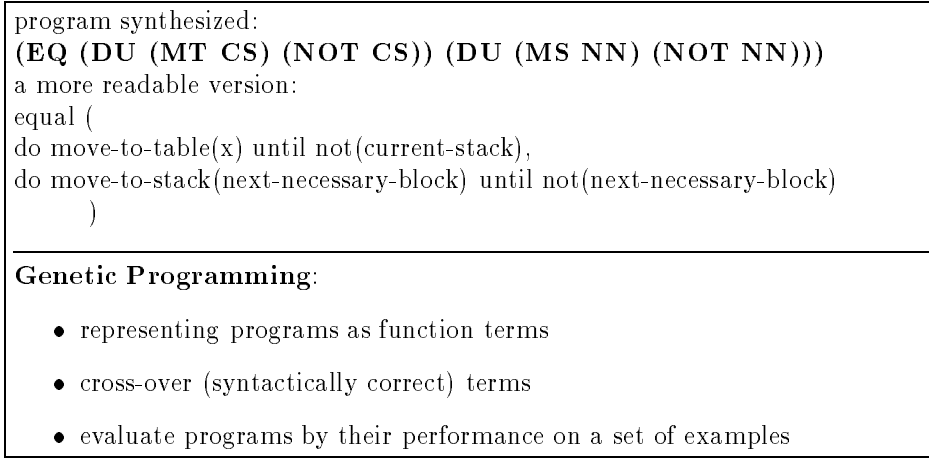 program synthesized:
(EQ (DU (MT CS) (NOT CS)) (DU (MS NN) (NOT NN)))
a more readable version:
equal (
do move-to-table(x) until not(current-stack),
do move-to-stack(next-necessary-block) until not(next-necessary-block)
)
Genetic Programming:
• representing programs as function terms
• cross-over (syntactically correct) terms
• evaluate programs by their performance on a set of examples